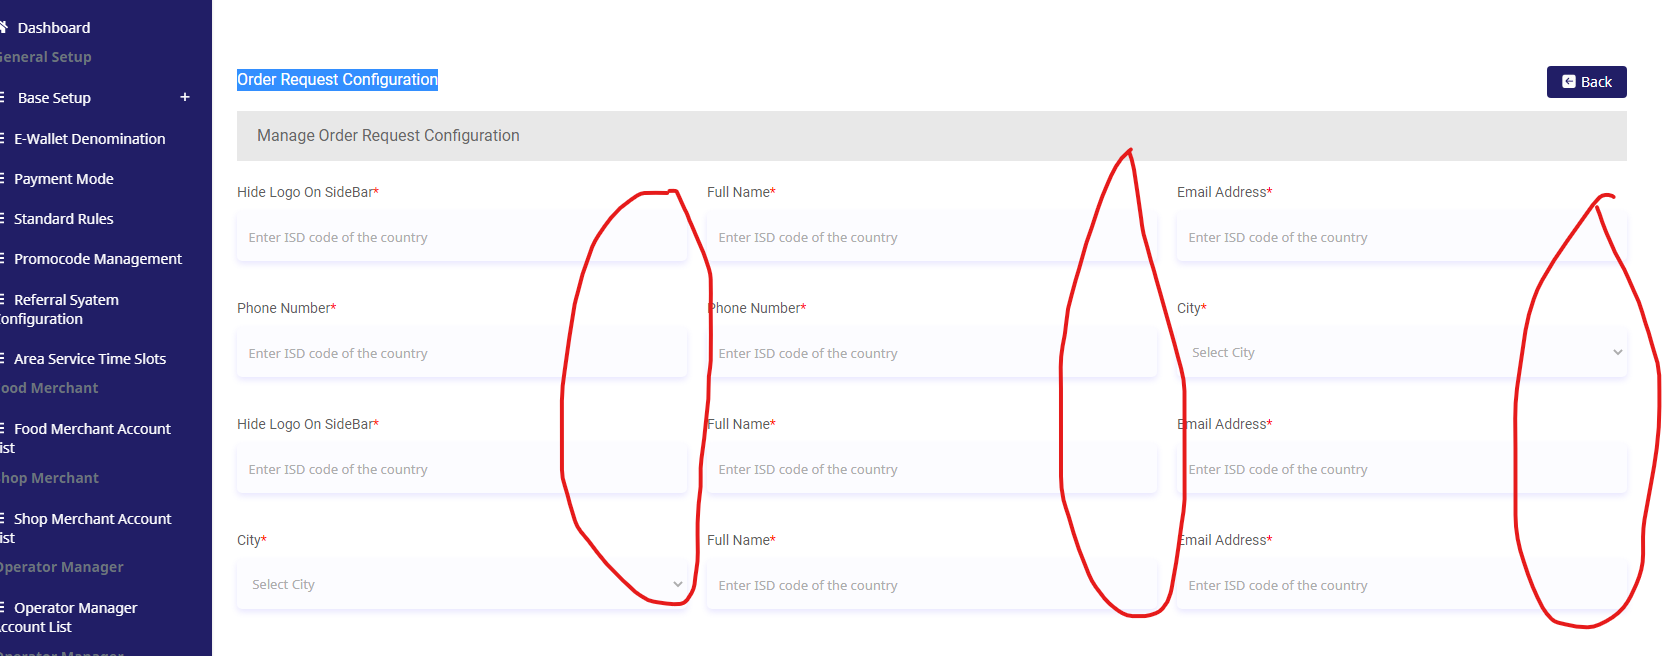 Dashboard
General Setup
Base Setup +
E-Wallet Denomination
Payment Mode
Standard Rules
Promocode Management
Referral Syatem
onfiguration
Area Service Time Slots
ood Merchant
Food Merchant Account
ist
hop Merchant
Shop Merchant Account
ist
Operator Manager
Operator Manager
ccount List
Operator Manager
Order Request Configuration
Back
Manage Order Request Configuration
Hide Logo On SideBar* Full Name* Email Address*
Enter ISD code of the country Enter ISD code of the country Enter ISD code of the country
Phone Number* Phone Number* City*
Enter ISD code of the country Enter ISD code of the country Select City
Hide Logo On SideBar* Full Name* Email Address*
Enter ISD code of the country Enter ISD code of the country Enter ISD code of the country
City* Full Name* Email Address*
Select City Enter ISD code of the country Enter ISD code of the country